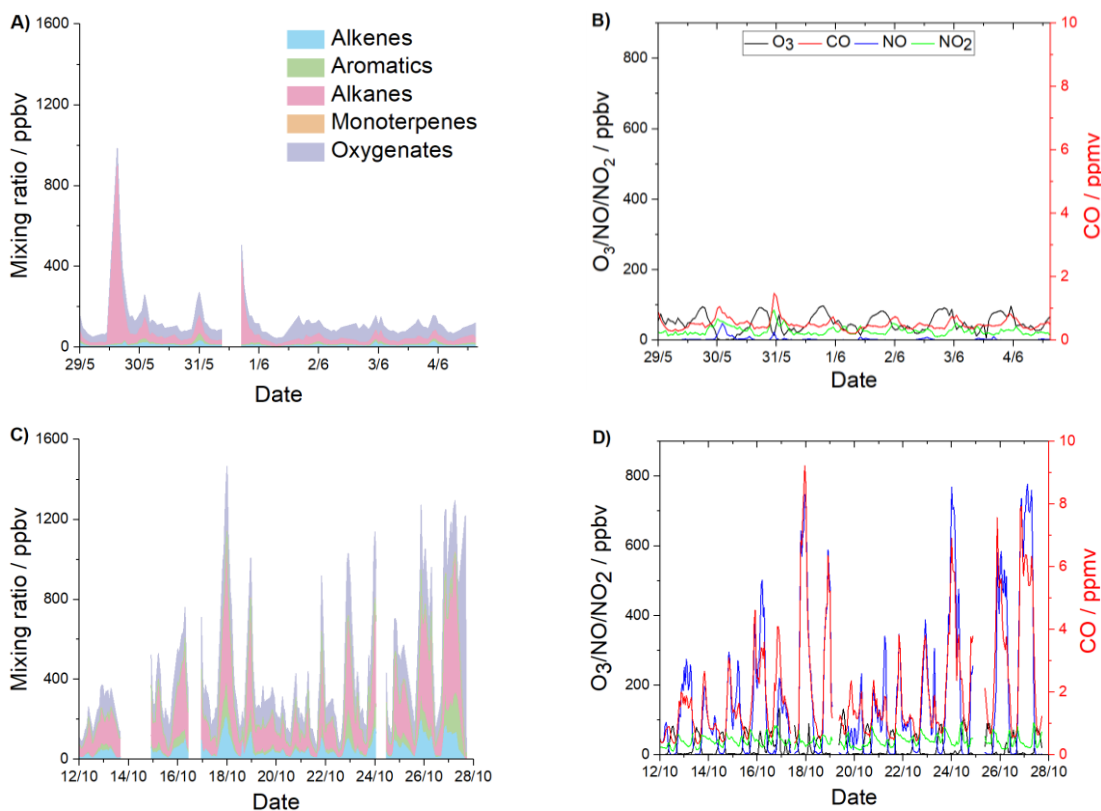 A)
1600
1200
800
400
0
Mixing ratio / ppbv
Alkenes
Aromatics
Alkanes
Monoterpenes
Oxygenates
29/5 30/5 31/5 1/6 2/6 3/6 4/6
Date
B)
O3 CO NO NO2
800
600
400
200
0
O3/NO/NO2 / ppbv
10
8
6
4
2
0
CO / ppmv
29/5 30/5 31/5 1/6 2/6 3/6 4/6
Date
C)
1600
1200
800
400
0
Mixing ratio / ppbv
12/10 14/10 16/10 18/10 20/10 22/10 24/10 26/10 28/10
Date
D)
800
600
400
200
0
O3/NO/NO2 / ppbv
10
8
6
4
2
0
CO / ppmv
12/10 14/10 16/10 18/10 20/10 22/10 24/10 26/10 28/10
Date